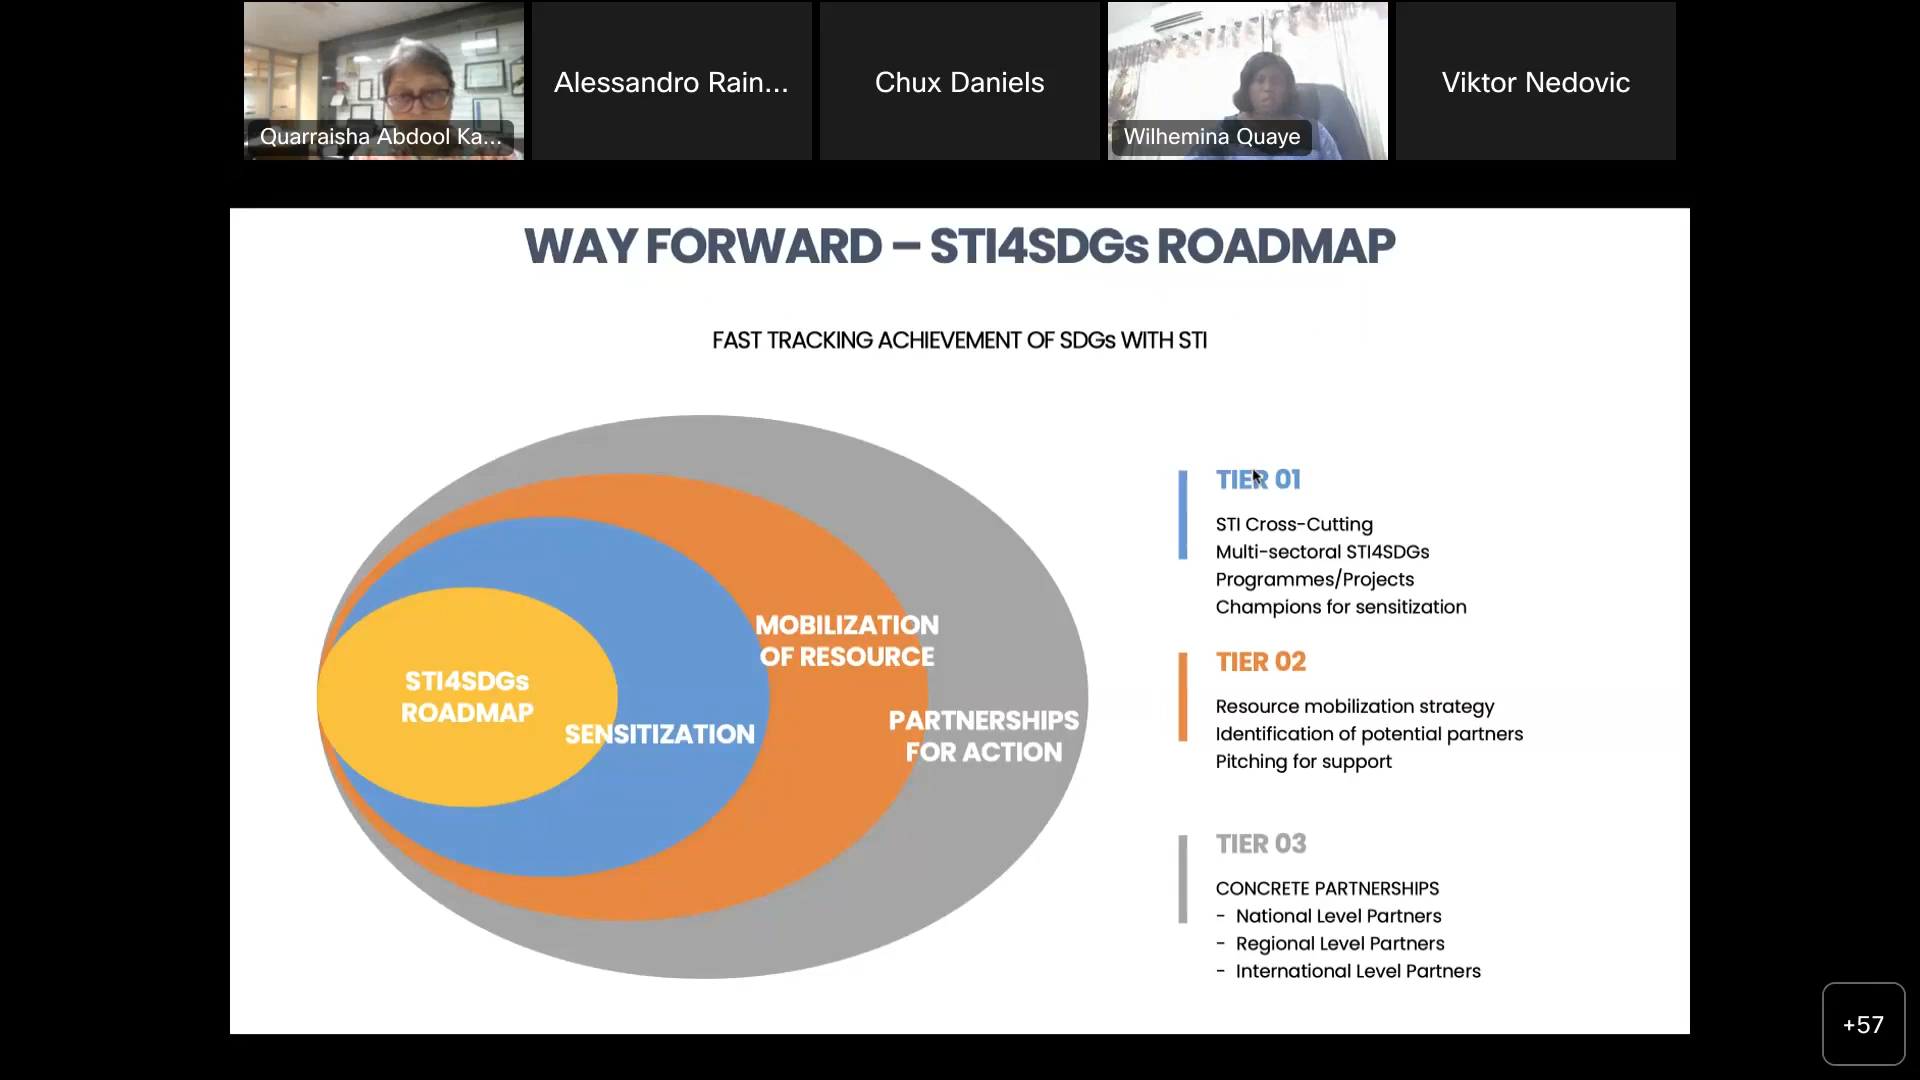 Quarraisha Abdool Ka...
Alessandro Rain...
Chux Daniels
Wilhemina Quaye
Viktor Nedovic
WAY FORWARD – STI4SDGs ROADMAP
FAST TRACKING ACHIEVEMENT OF SDGs WITH STI
STI4SDGs
ROADMAP
SENSITIZATION
MOBILIZATION
OF RESOURCE
PARTNERSHIPS
FOR ACTION
TIER 01
STI Cross-Cutting
Multi-sectoral STI4SDGs
Programmes/Projects
Champions for sensitization
TIER 02
Resource mobilization strategy
Identification of potential partners
Pitching for support
TIER 03
CONCRETE PARTNERSHIPS
- National Level Partners
- Regional Level Partners
- International Level Partners
+57